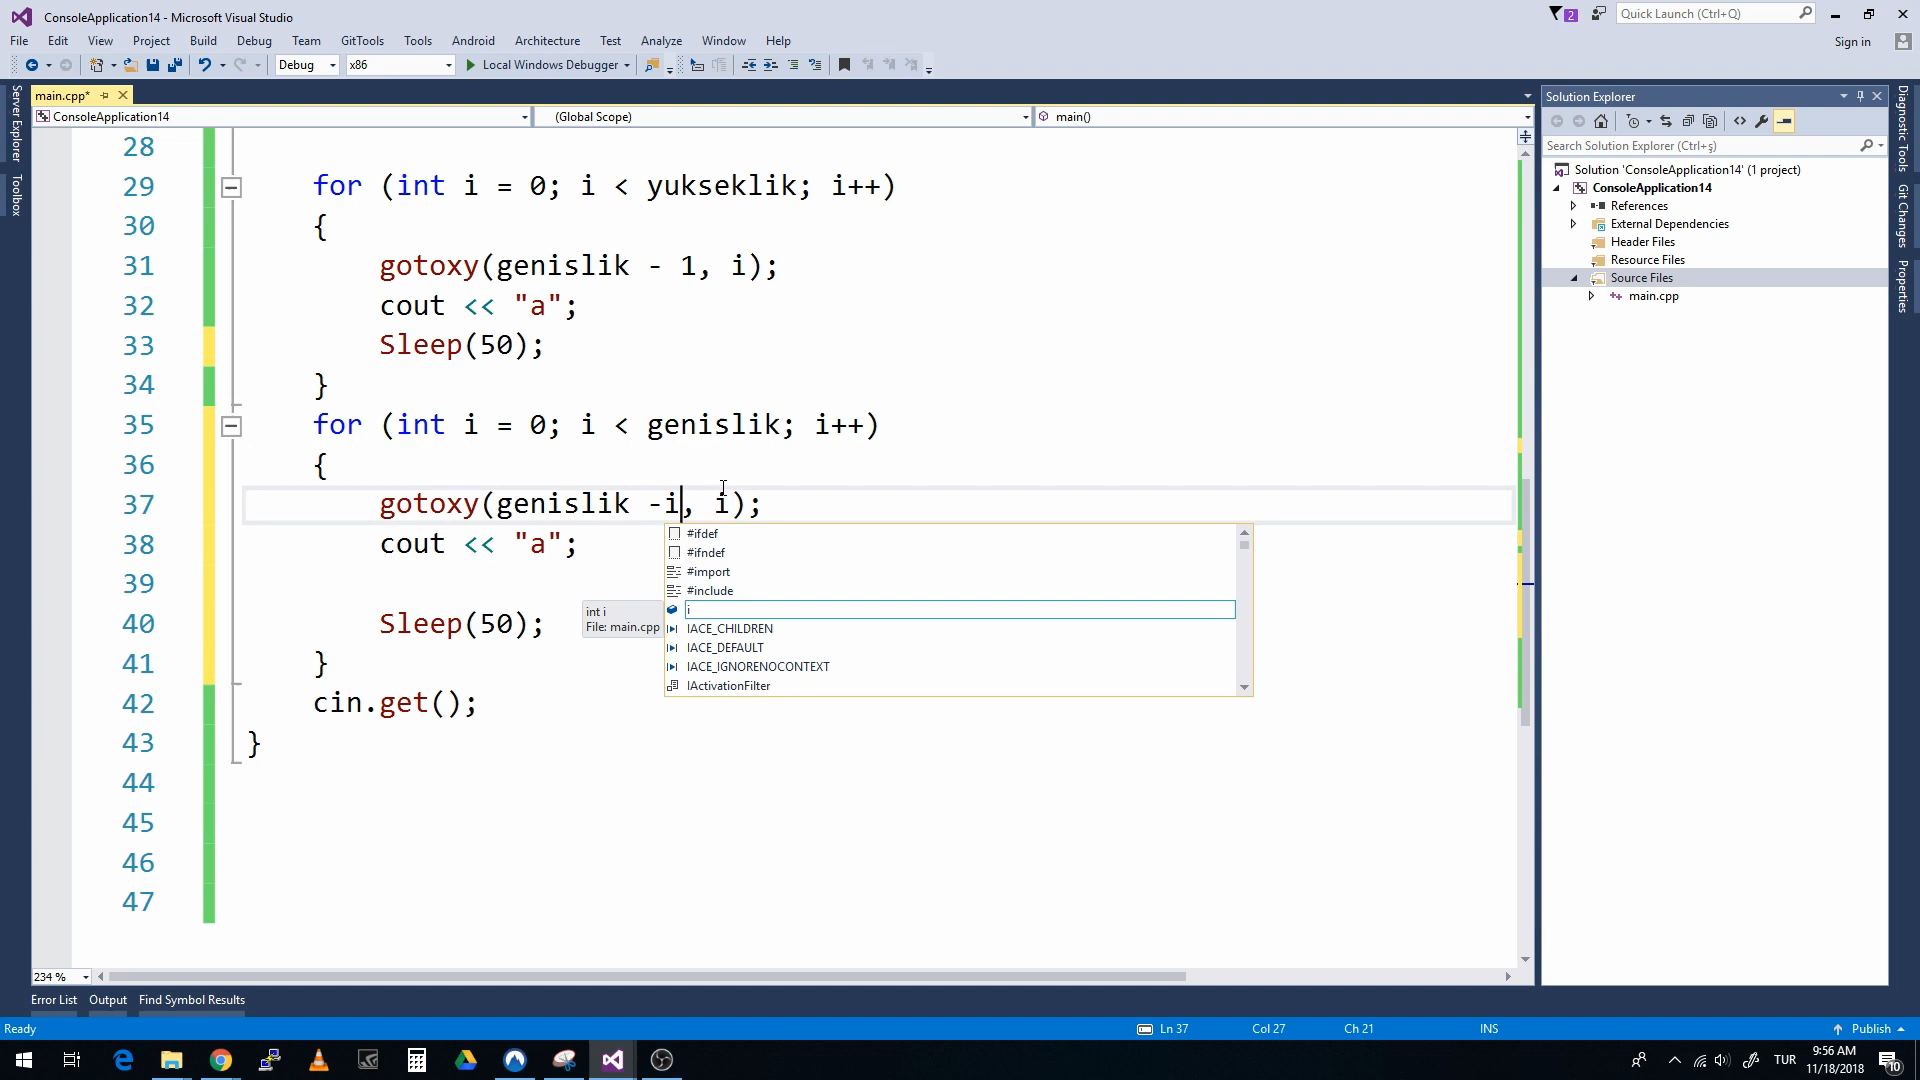 ConsoleApplication14 - Microsoft Visual Studio
2
Quick Launch (Ctrl+Q)
File Edit View Project Build Debug Team GitTools Tools Android Architecture Test Analyze Window Help
Sign in
Debug x86 Local Windows Debugger
Server Explorer
Toolbox
main.cpp*
ConsoleApplication14 (Global Scope) main()
28
29 for (int i = 0; i < yukseklik; i++)
30 {
31 gotoxy(genislik - 1, i);
32 cout << "a";
33 Sleep(50);
34 }
35 for (int i = 0; i < genislik; i++)
36 {
37 gotoxy(genislik -i, i);
38 cout << "a";
39
40 Sleep(50);
41 }
42 cin.get();
43 }
44
45
46
47
#ifdef
#ifndef
#import
#include
i
IACE_CHILDREN
IACE_DEFAULT
IACE_IGNORENOCONTEXT
IActivationFilter
int i
File: main.cpp
234 %
Solution Explorer
Search Solution Explorer (Ctrl+ş)
Solution 'ConsoleApplication14' (1 project)
ConsoleApplication14
References
External Dependencies
Header Files
Resource Files
Source Files
main.cpp
Diagnostic Tools
Git Changes
Properties
Error List Output Find Symbol Results
Ready Ln 37 Col 27 Ch 21 INS Publish
TUR
9:56 AM
11/18/2018
10